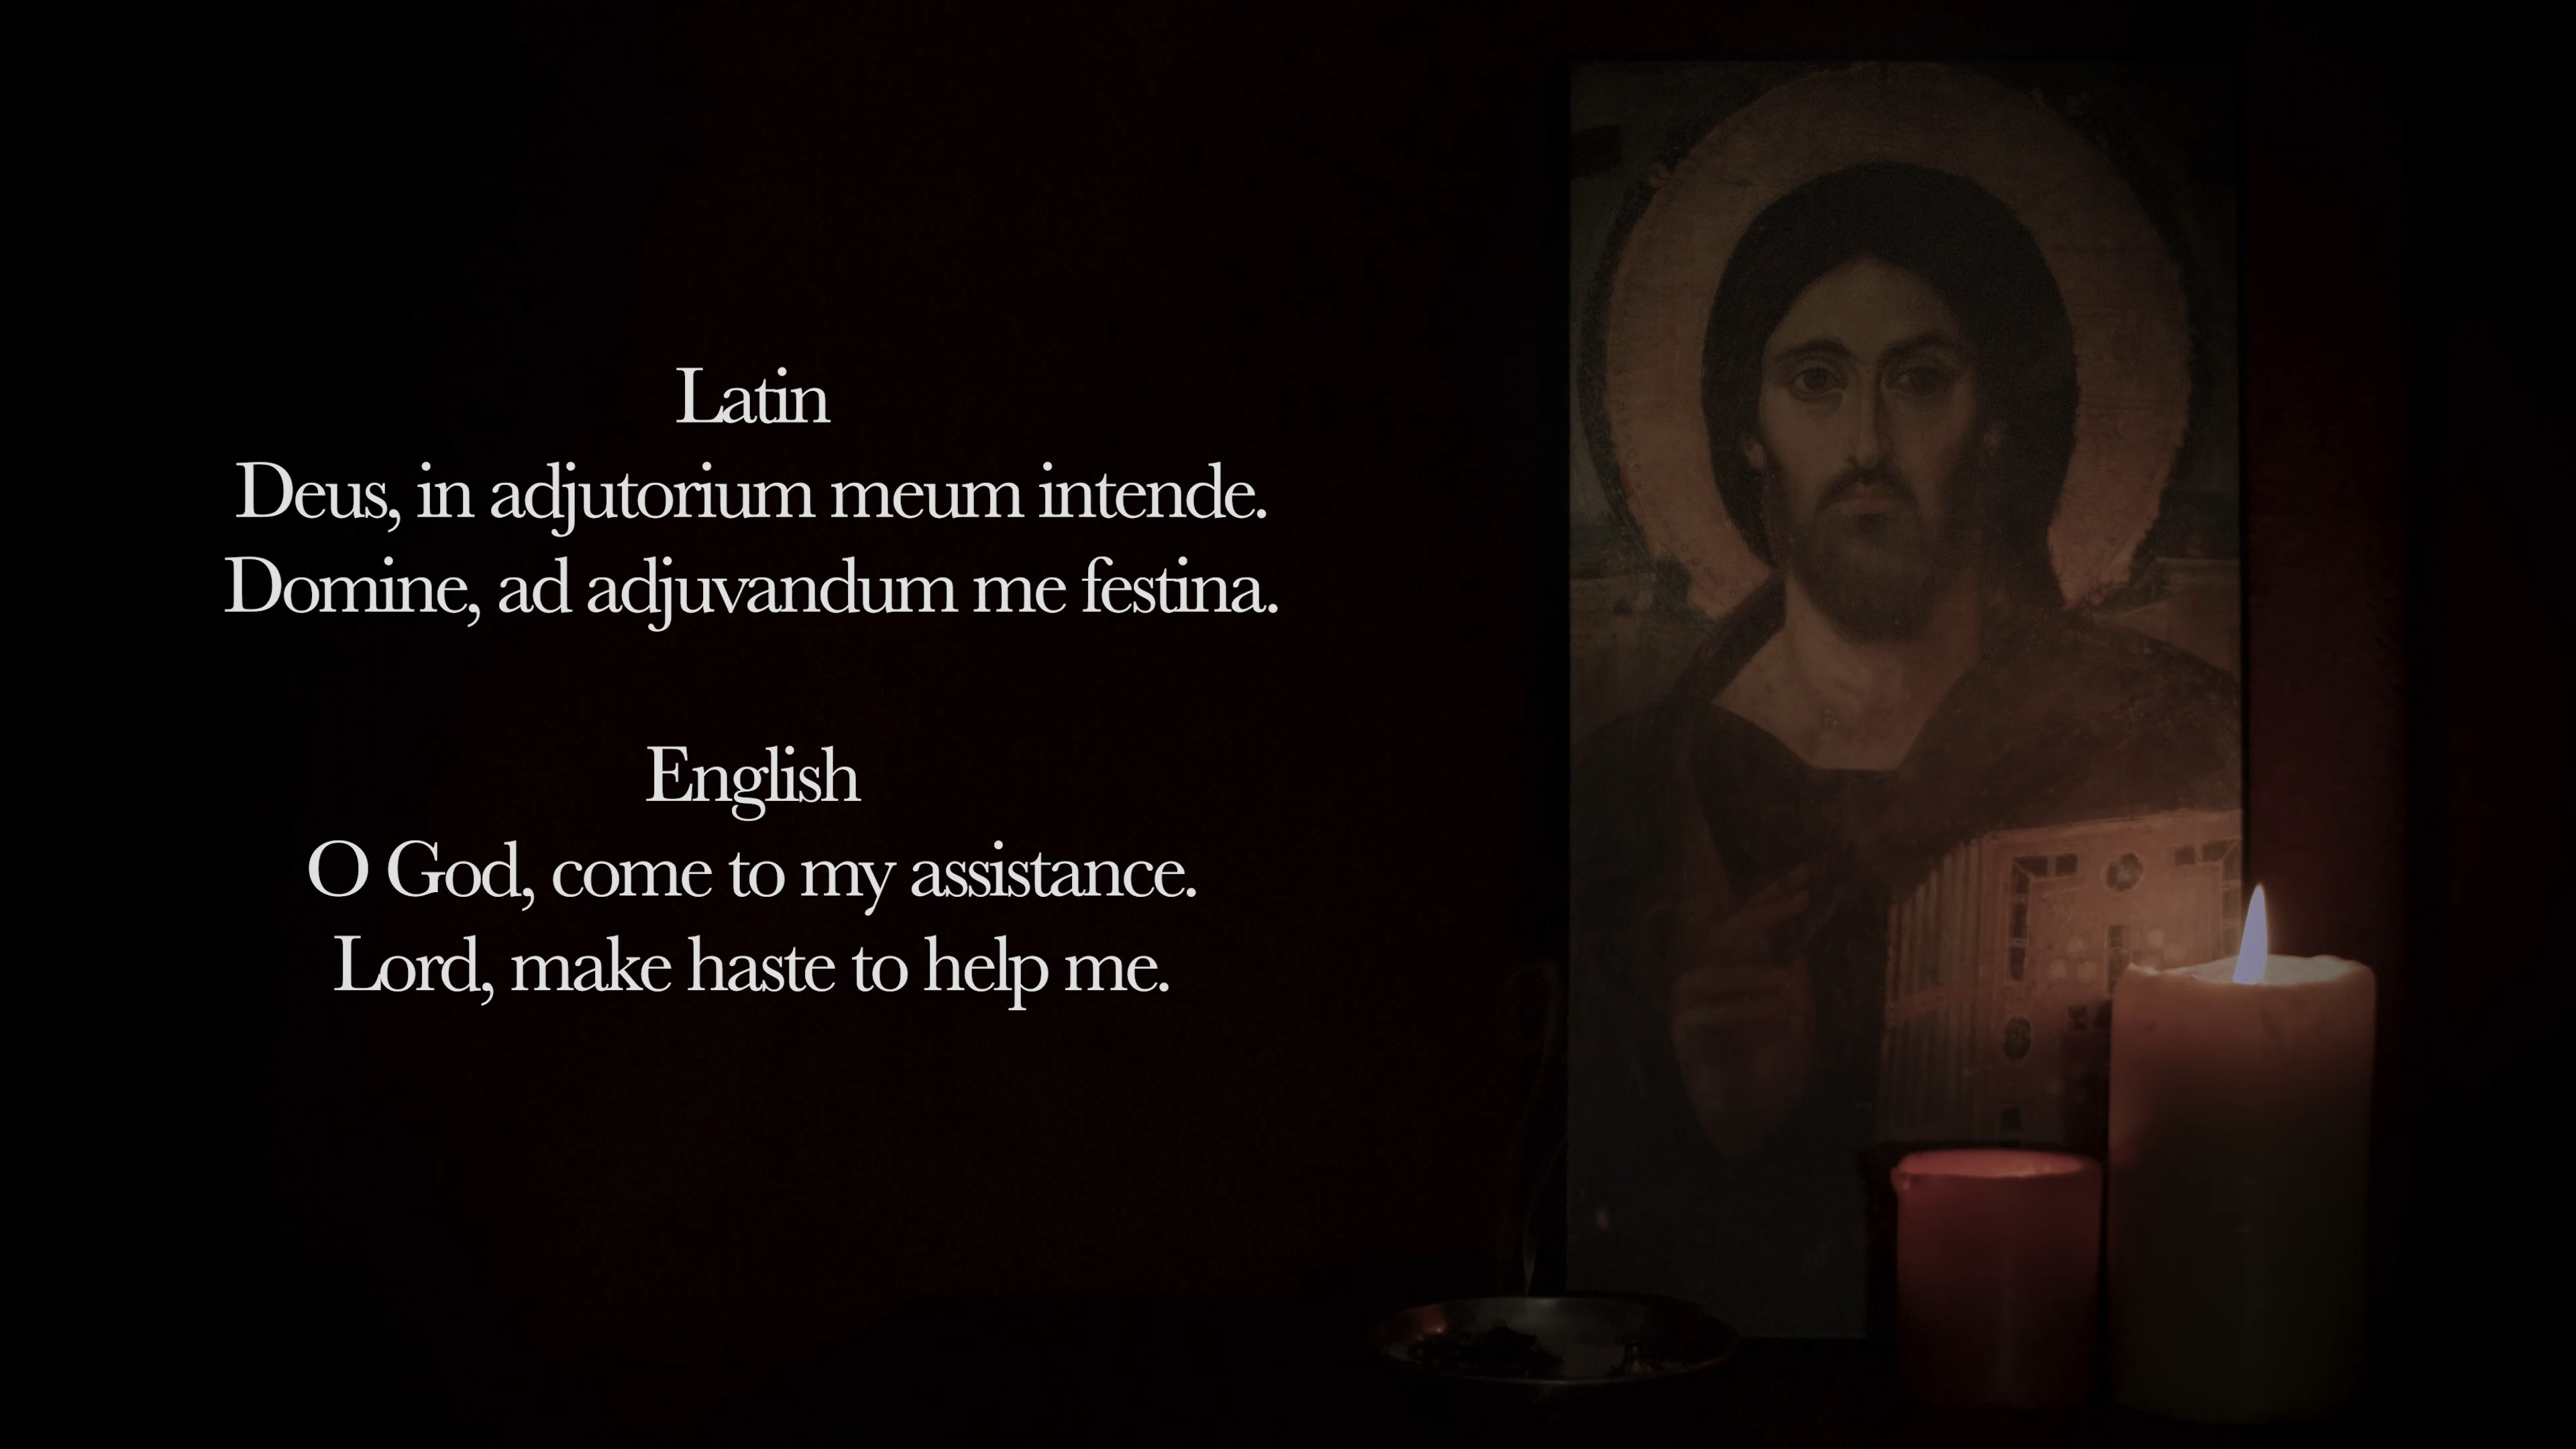 Latin
Deus, in adjutorium meum intende.
Domine, ad adjuvandum me festina.
English
O God, come to my assistance.
Lord, make haste to help me.